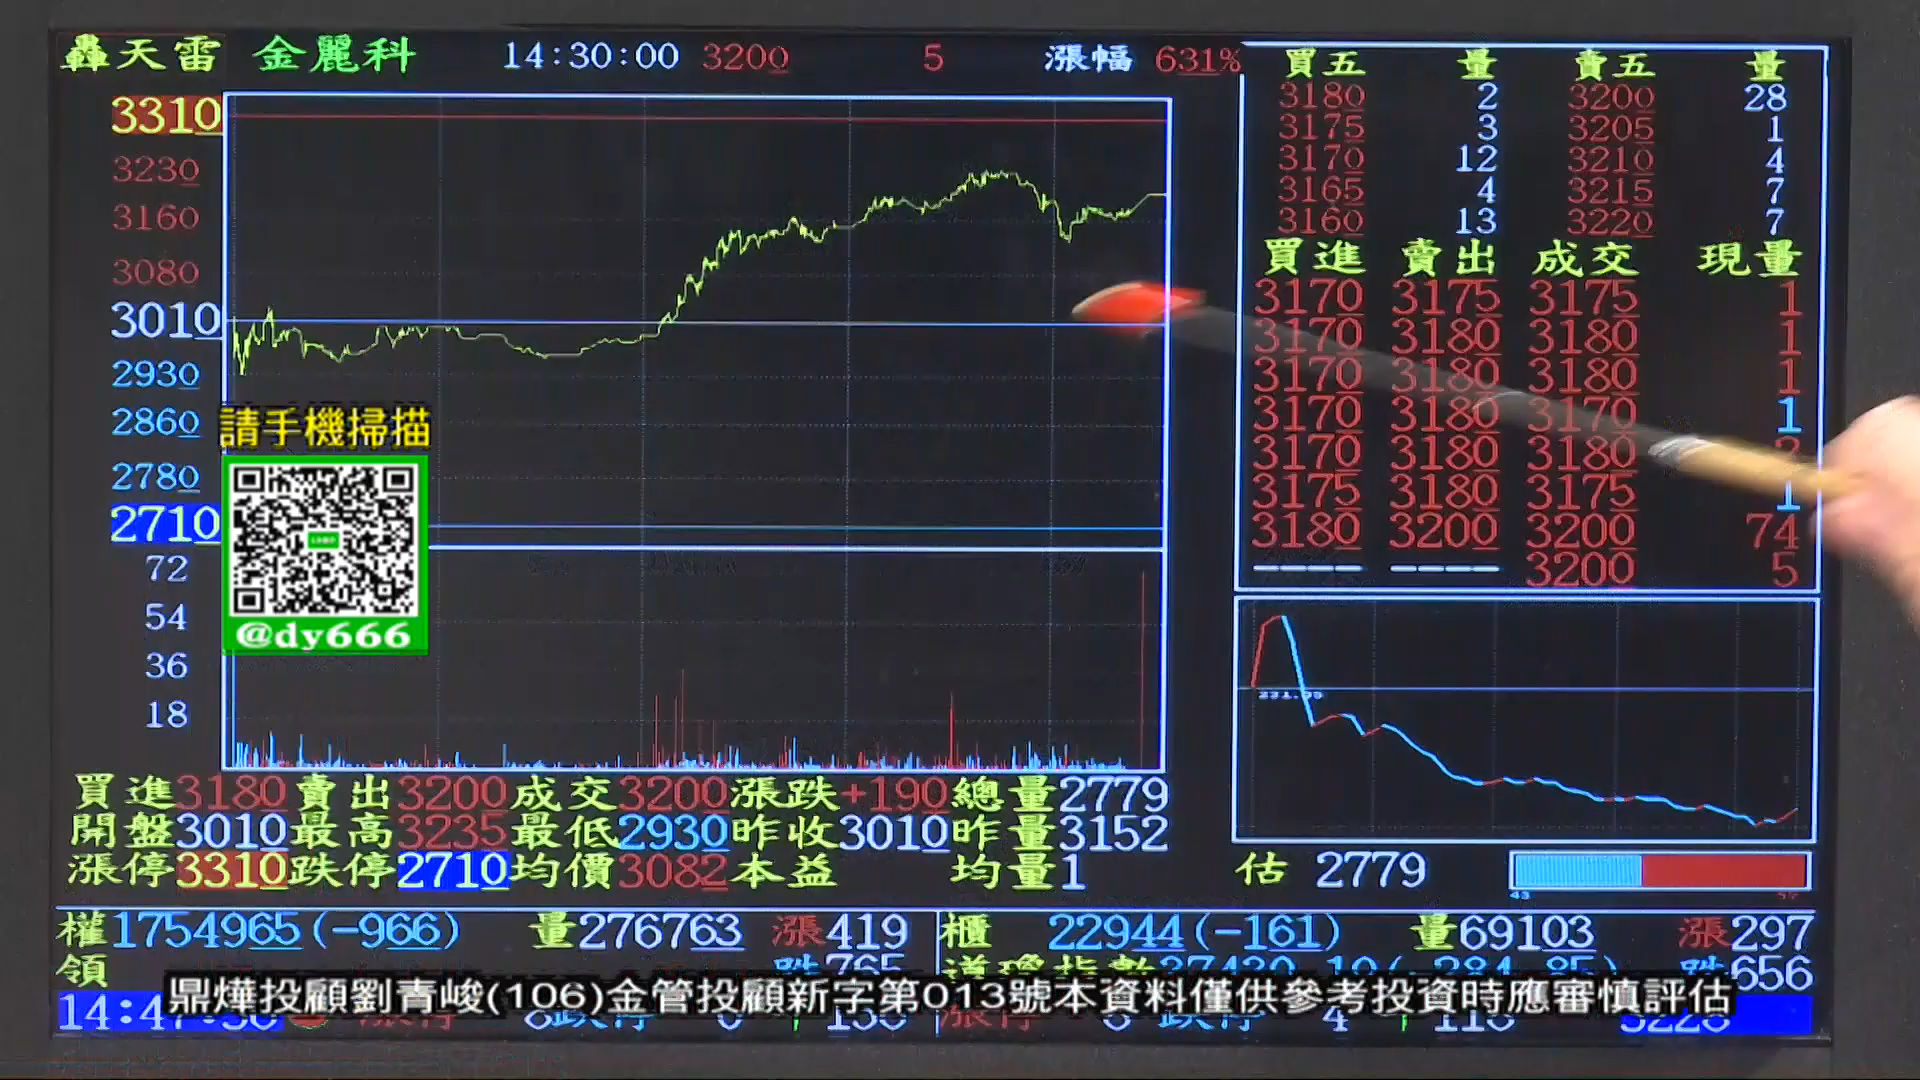 轟天雷 金麗科 14:30:00 3200 5 漲幅 631%
3310
3230
3160
3080
3010
2930
2860
2780
2710
72
54
36
18
請手機掃描
@dy666
買五 量 賣五 量
3180 2 3200 28
3175 3 3205 1
3170 12 3210 4
3165 4 3215 7
3160 13 3220 7
買進 賣出 成交 現量
3170 3175 3175 1
3170 3180 3180 1
3170 3180 3180 1
3170 3180 3170 1
3170 3180 3180
3175 3180 3175 1
3180 3200 3200 74
---- ---- 3200 5
買進3180賣出3200成交3200漲跌+190總量2779
開盤3010最高3235最低2930昨收3010昨量3152
漲停3310跌停2710均價3082本益 均量1
估 2779
43
權1754965(-966) 量276763 漲419
櫃 22944(-161) 量69103 漲297
領 跌765
跌656
鼎燁投顧劉青峻(106)金管投顧新字第013號本資料僅供參考投資時應審慎評估